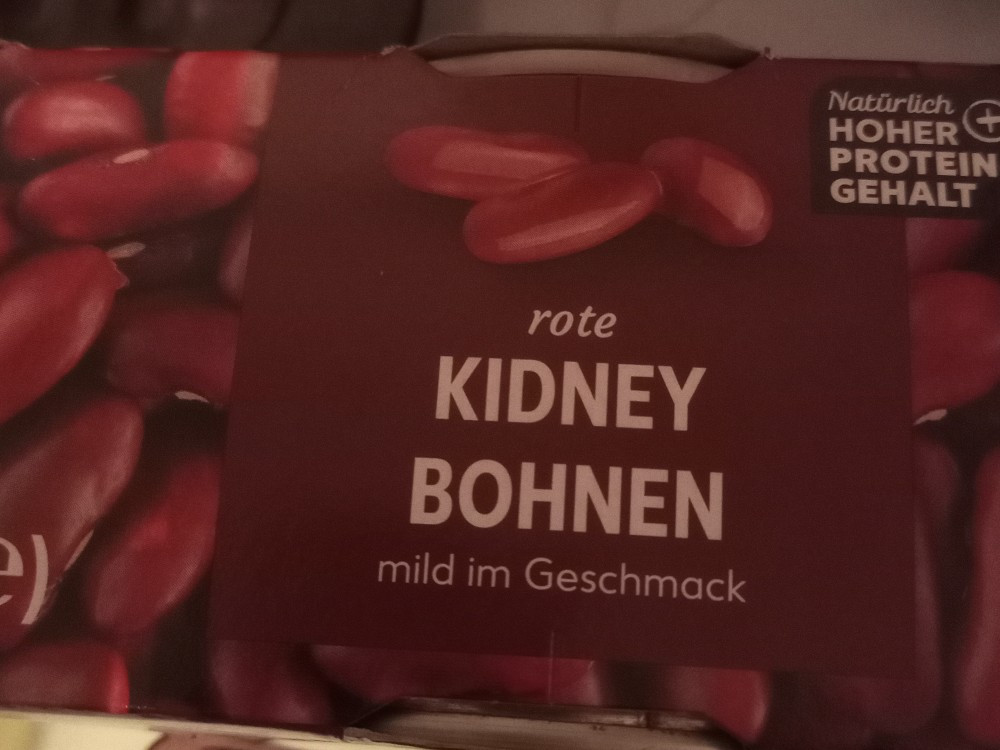 Natürlich
HOHER
PROTEIN
GEHALT
rote
KIDNEY
BOHNEN
mild im Geschmack
e)